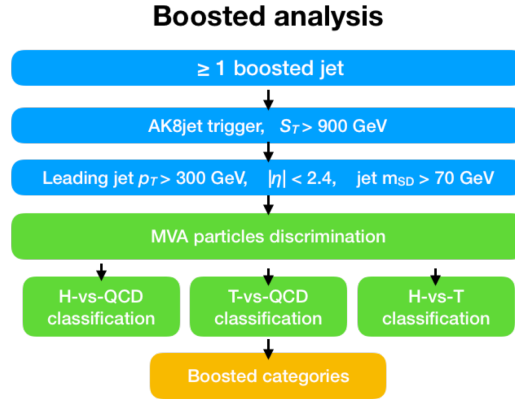 Boosted analysis
≥ 1 boosted jet
AK8jet trigger, S_T > 900 GeV
Leading jet p_T > 300 GeV, |η| < 2.4, jet m_SD > 70 GeV
MVA particles discrimination
H-vs-QCD
classification
T-vs-QCD
classification
H-vs-T
classification
Boosted categories